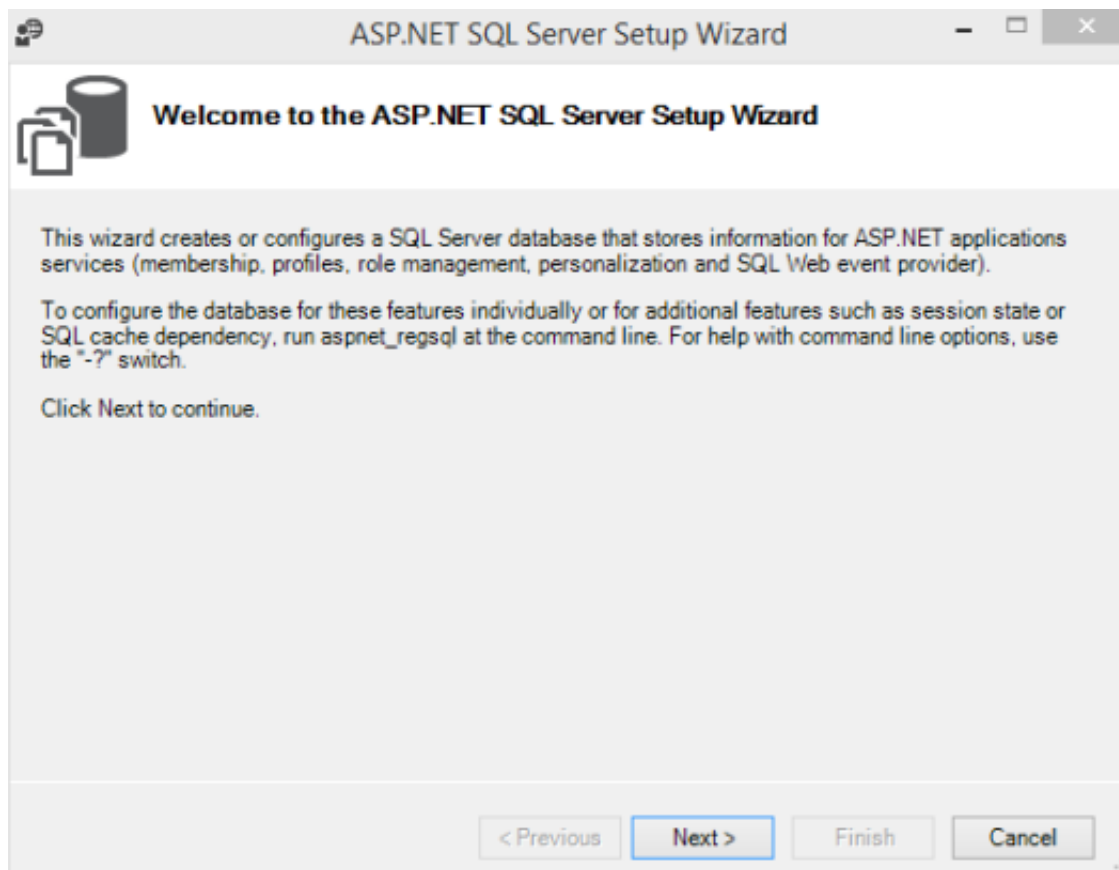 ASP.NET SQL Server Setup Wizard
Welcome to the ASP.NET SQL Server Setup Wizard
This wizard creates or configures a SQL Server database that stores information for ASP.NET applications
services (membership, profiles, role management, personalization and SQL Web event provider).
To configure the database for these features individually or for additional features such as session state or
SQL cache dependency, run aspnet_regsql at the command line. For help with command line options, use
the "-?" switch.
Click Next to continue.
< Previous Next > Finish Cancel